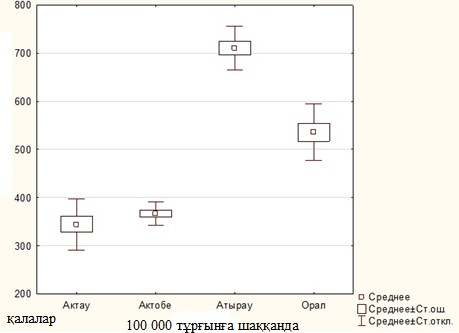 800
700
600
500
400
300
200
Актау Актобе Атырау Орал
қалалар
100 000 тұрғынға шаққанда
Среднее
Среднее±Ст.ош.
Среднее±Ст.откл.